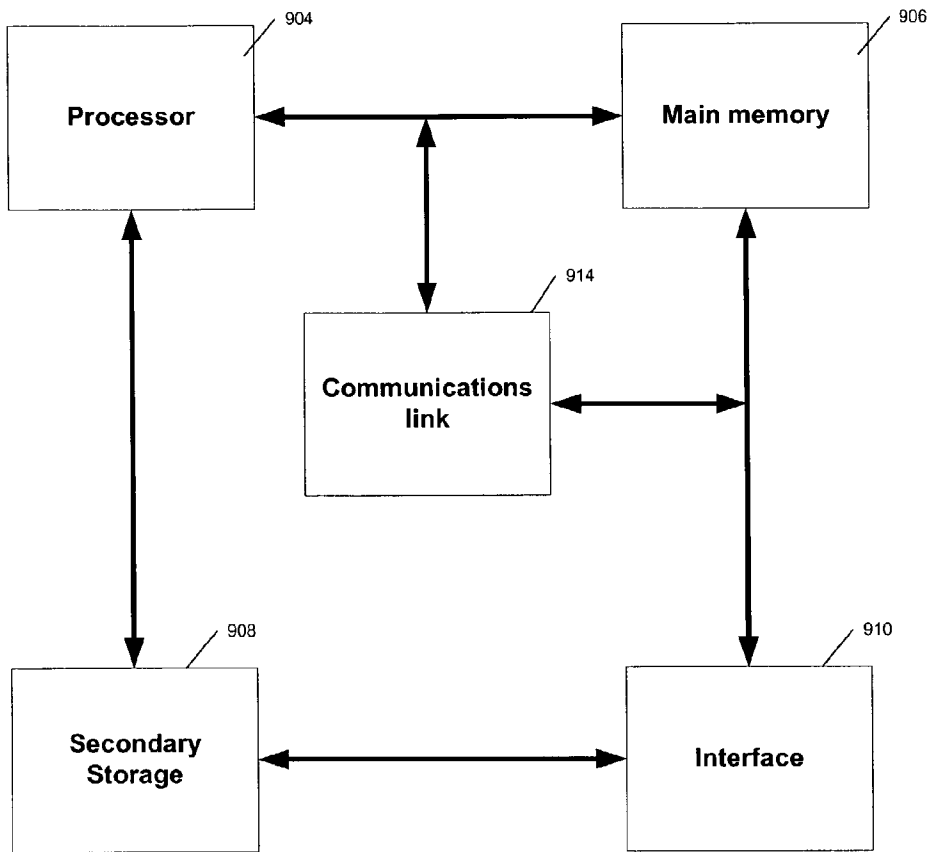 904
906
Processor
Main memory
914
Communications
link
908
910
Secondary
Storage
Interface